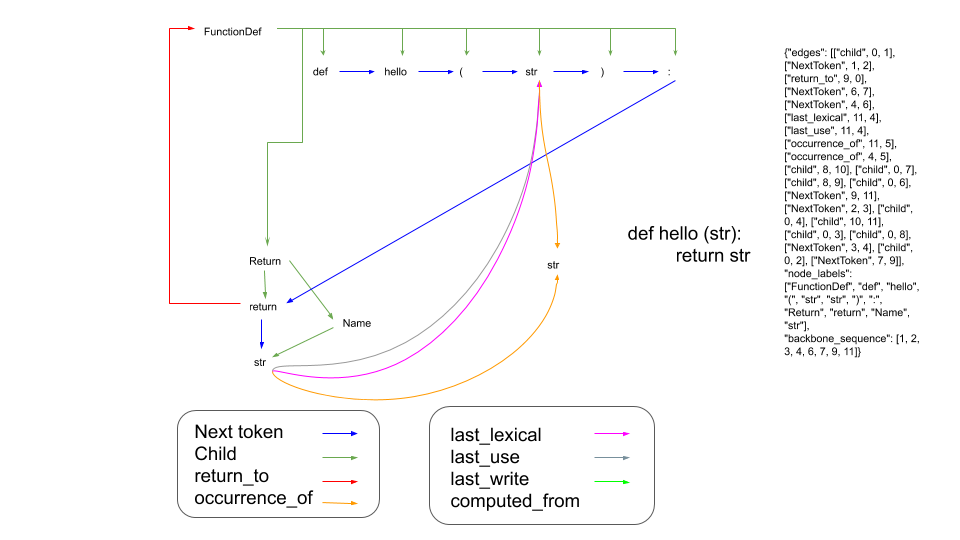 FunctionDef
def hello ( str ) :
Return
return
Name
str
str
def hello (str):
return str
{"edges": [["child", 0, 1],
["NextToken", 1, 2],
["return_to", 9, 0],
["NextToken", 6, 7],
["NextToken", 4, 6],
["last_lexical", 11, 4],
["last_use", 11, 4],
["occurrence_of", 11, 5],
["occurrence_of", 4, 5],
["child", 8, 10], ["child", 0, 7],
["child", 8, 9], ["child", 0, 6],
["NextToken", 9, 11],
["NextToken", 2, 3], ["child",
0, 4], ["child", 10, 11],
["child", 0, 3], ["child", 0, 8],
["NextToken", 3, 4], ["child",
0, 2], ["NextToken", 7, 9]],
"node_labels":
["FunctionDef", "def", "hello",
"(", "str", "str", ")", ":",
"Return", "return", "Name",
"str"],
"backbone_sequence": [1, 2,
3, 4, 6, 7, 9, 11]}
Next token
Child
return_to
occurrence_of
last_lexical
last_use
last_write
computed_from